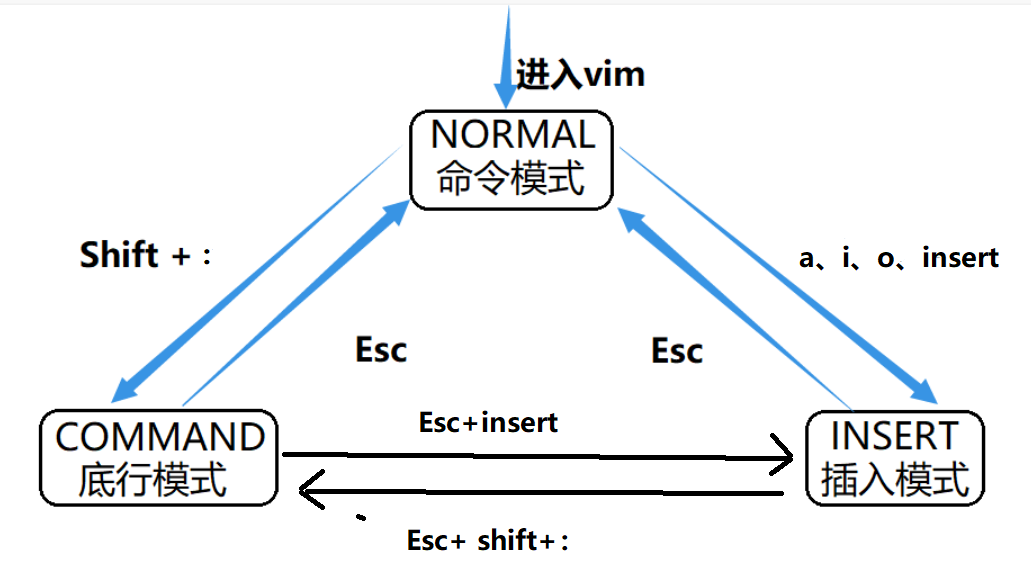 进入vim
NORMAL
命令模式
Shift + :
a、i、o、insert
Esc
Esc
COMMAND
底行模式
Esc+insert
INSERT
插入模式
Esc+ shift+: